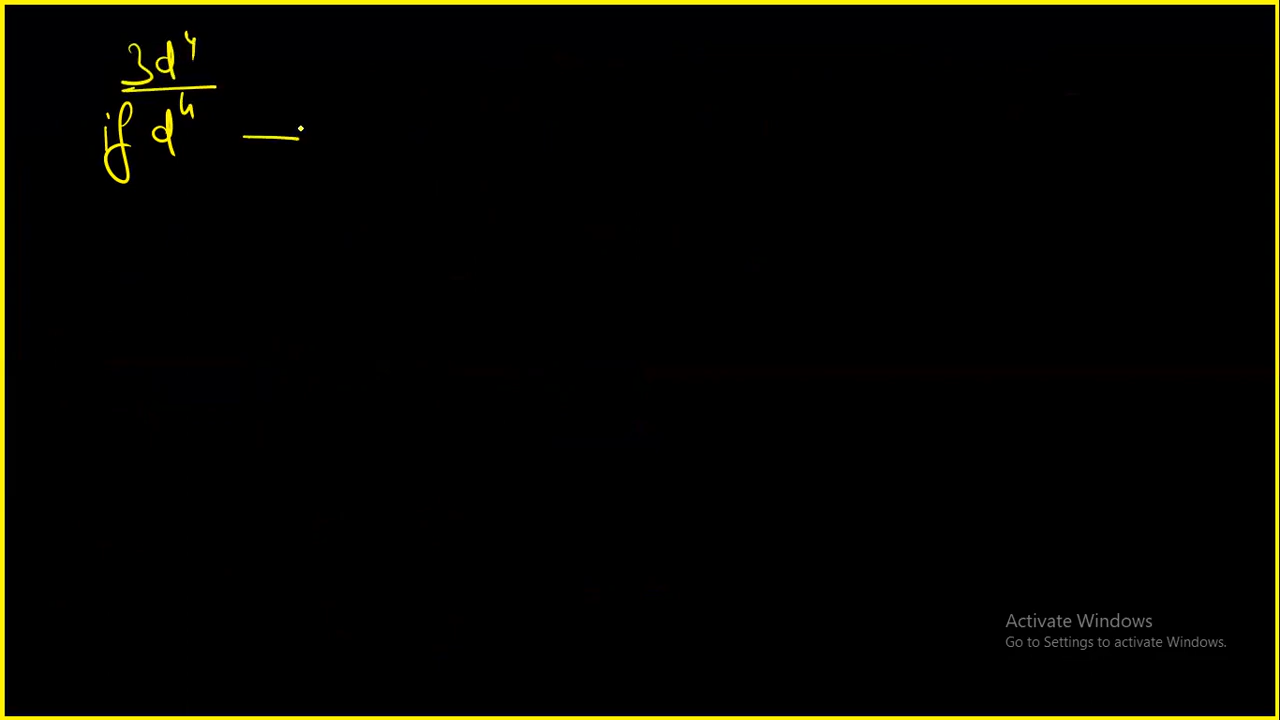 3d⁴
if d⁴ —
Activate Windows
Go to Settings to activate Windows.